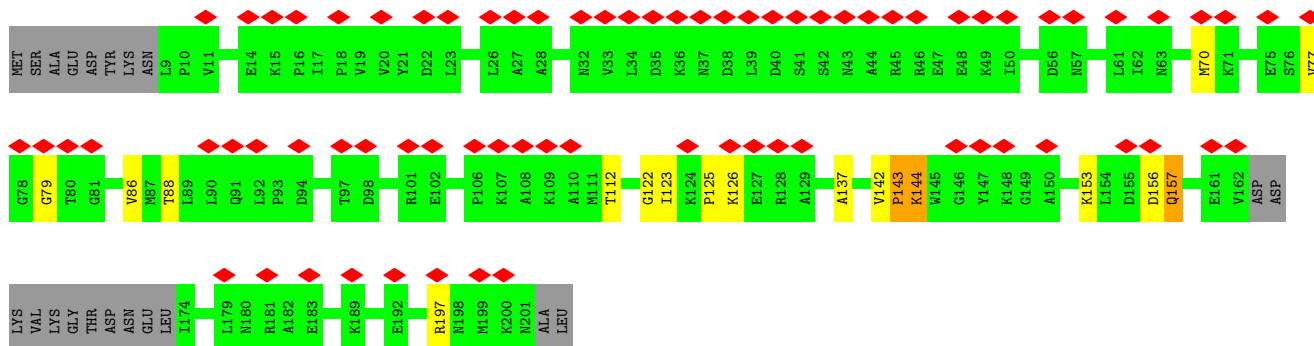 MET SER ALA GLU ASP TYR LYS ASN L9 P10 V11 E14 K15 P16 I17 P18 V19 V20 Y21 D22 L23 L26 A27 A28 N32 V33 L34 D35 K36 N37 D38 L39 D40 S41 S42 N43 A44 R45 R46 E47 E48 K49 I50 D56 N57 L61 I62 N63 M70 K71 E75 S76 V77
G78 G79 T80 G81 V86 M87 T88 L89 L90 Q91 L92 P93 D94 T97 D98 R101 E102 P106 K107 A108 K109 A110 M111 T112 G122 I123 K124 P125 K126 E127 R128 A129 A137 V142 P143 K144 W145 G146 Y147 K148 G149 A150 K153 L154 D155 D156 Q157 E161 V162 ASP ASP
LYS VAL LYS GLY THR ASP ASN GLU LEU I174 L179 N180 R181 A182 E183 K189 E192 R197 N198 M199 K200 N201 ALA LEU